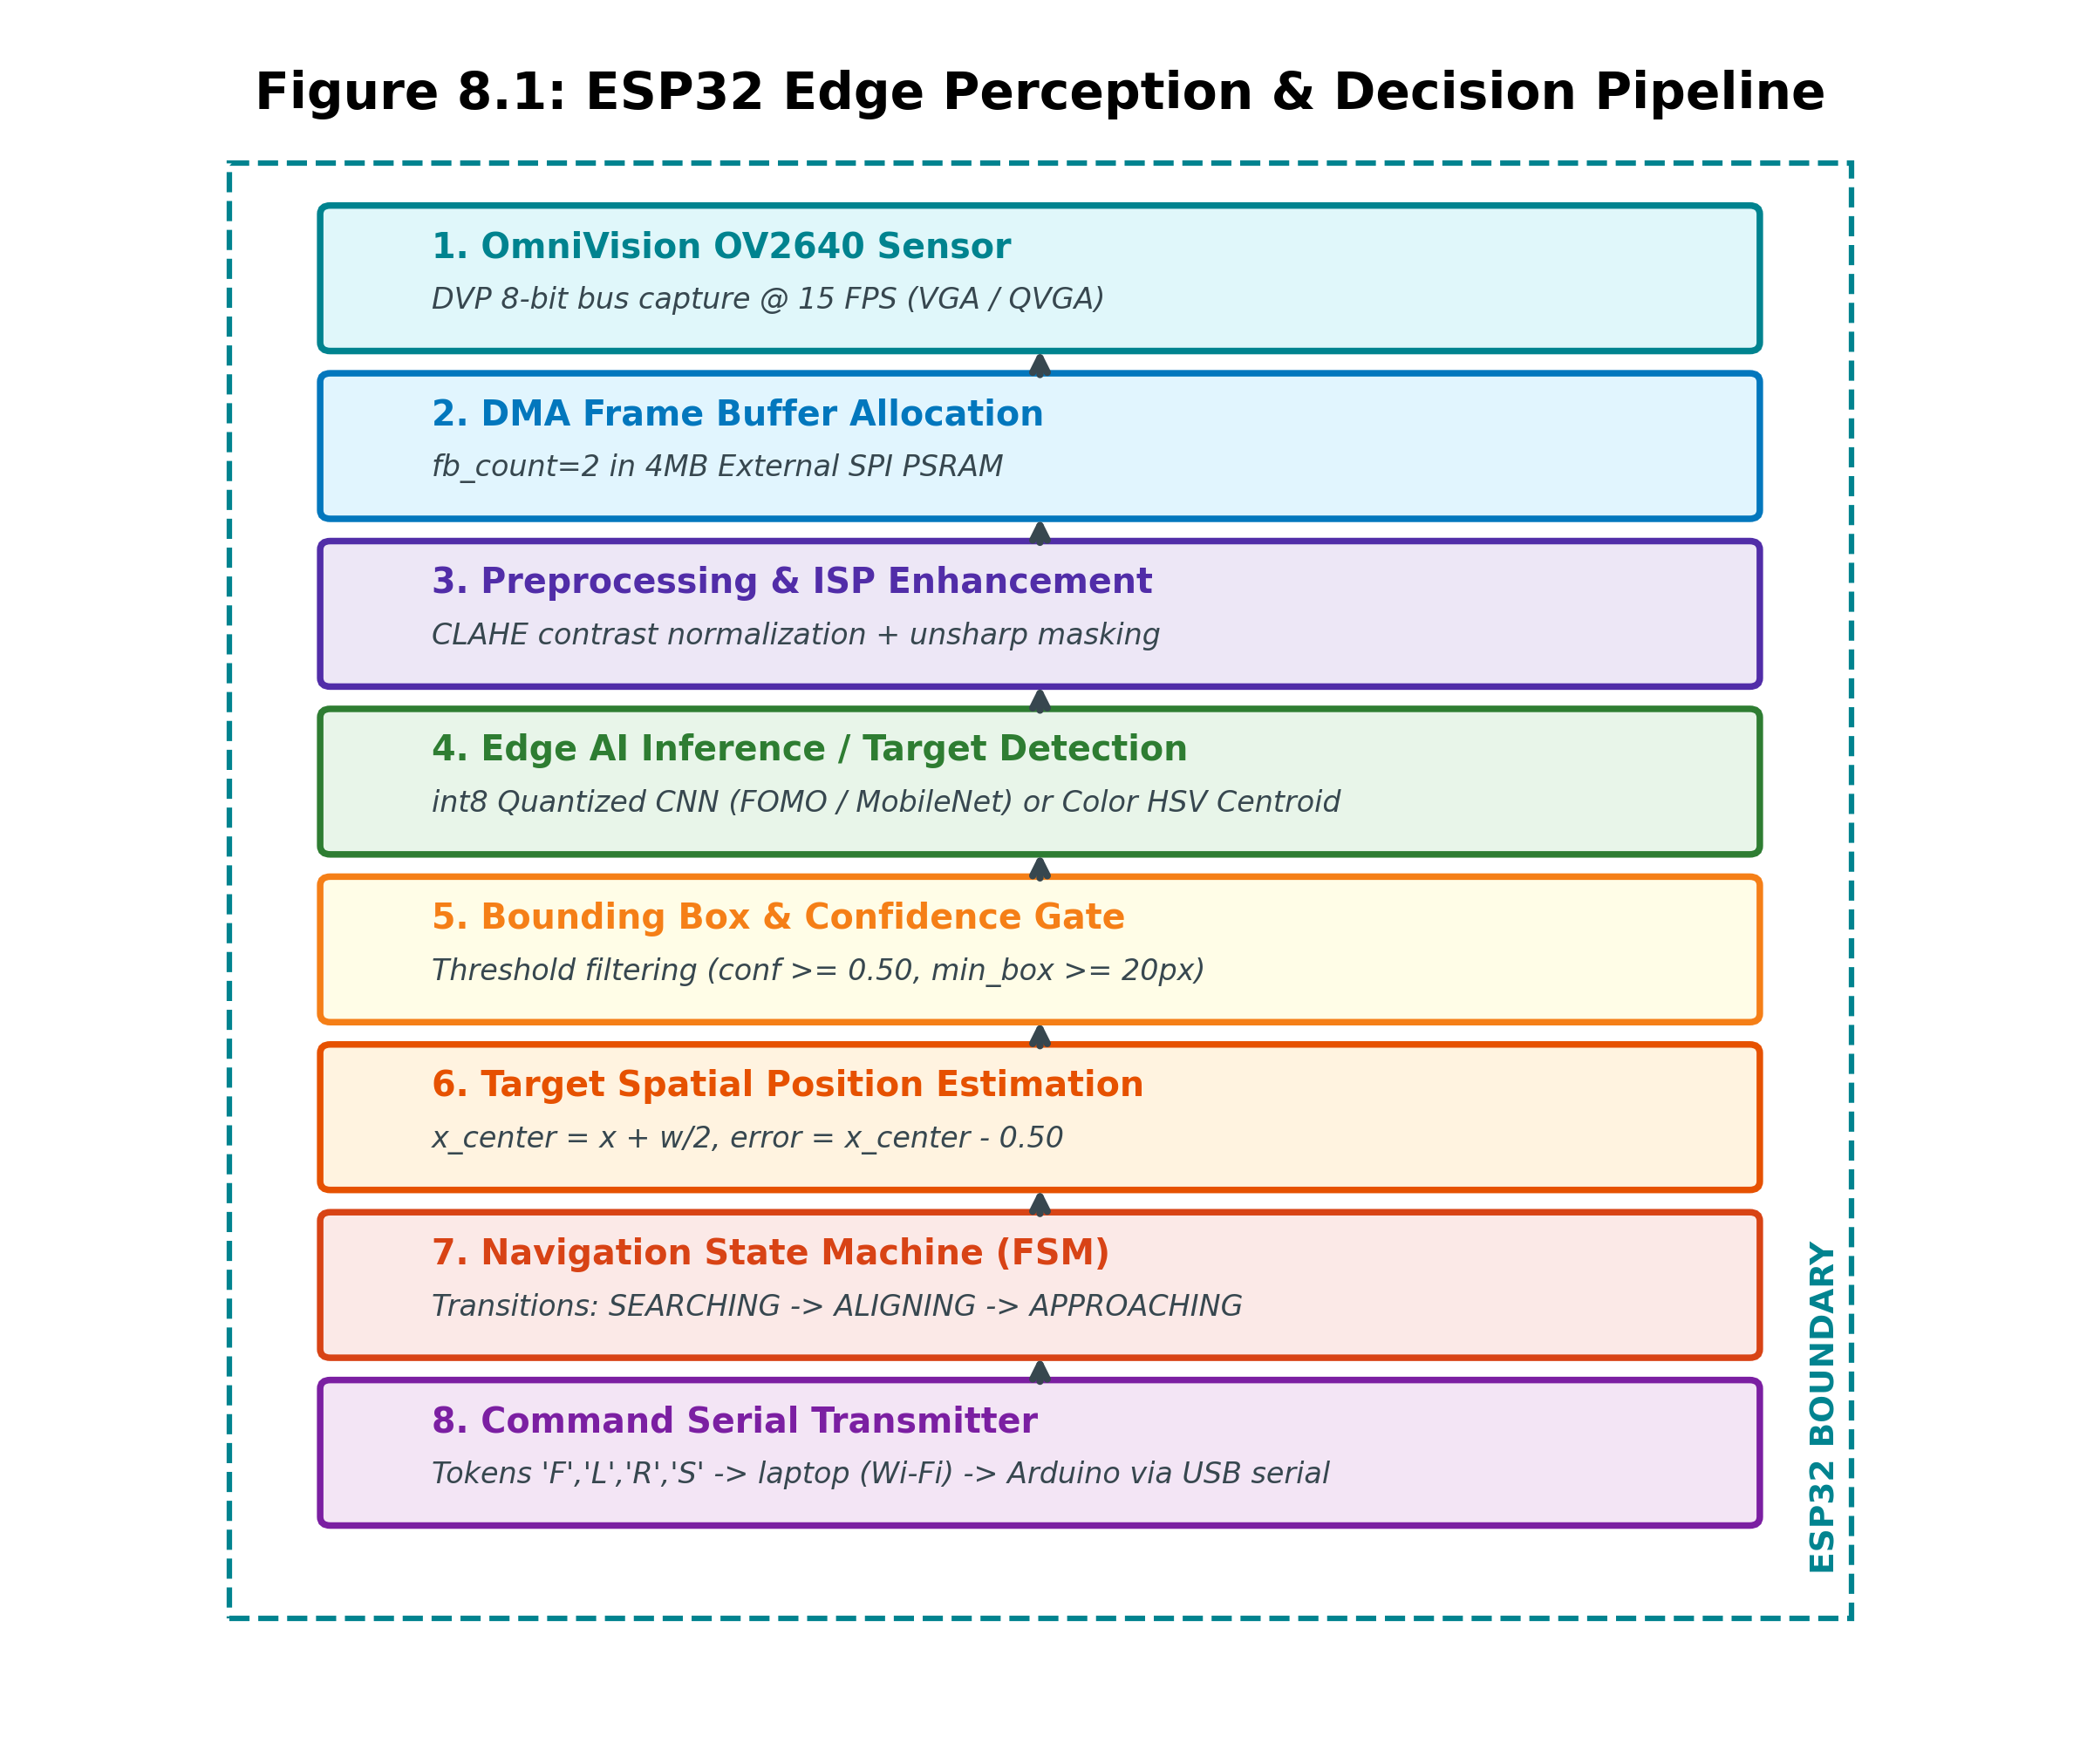 Figure 8.1: ESP32 Edge Perception & Decision Pipeline
1. OmniVision OV2640 Sensor
DVP 8-bit bus capture @ 15 FPS (VGA / QVGA)
2. DMA Frame Buffer Allocation
fb_count=2 in 4MB External SPI PSRAM
3. Preprocessing & ISP Enhancement
CLAHE contrast normalization + unsharp masking
4. Edge AI Inference / Target Detection
int8 Quantized CNN (FOMO / MobileNet) or Color HSV Centroid
5. Bounding Box & Confidence Gate
Threshold filtering (conf >= 0.50, min_box >= 20px)
6. Target Spatial Position Estimation
x_center = x + w/2, error = x_center - 0.50
7. Navigation State Machine (FSM)
Transitions: SEARCHING -> ALIGNING -> APPROACHING
8. Command Serial Transmitter
Tokens 'F','L','R','S' -> laptop (Wi-Fi) -> Arduino via USB serial
ESP32 BOUNDARY